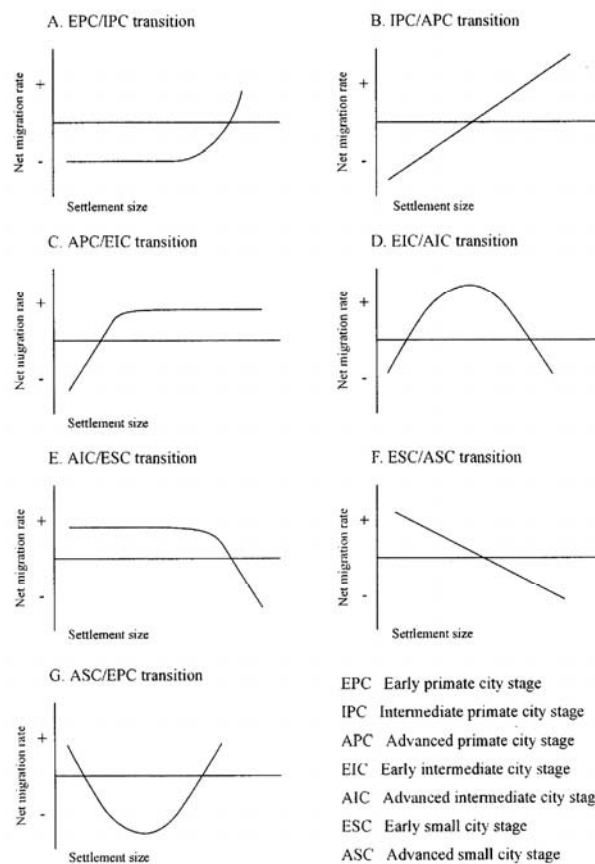 A. EPC/IPC transition
B. IPC/APC transition
+
Net migration rate
-
Settlement size
+
Net migration rate
-
Settlement size
C. APC/EIC transition
D. EIC/AIC transition
+
Net migration rate
-
Settlement size
+
Net migration rate
-
Settlement size
E. AIC/ESC transition
F. ESC/ASC transition
+
Net migration rate
-
Settlement size
+
Net migration rate
-
Settlement size
G. ASC/EPC transition
+
Net migration rate
-
Settlement size
EPC Early primate city stage
IPC Intermediate primate city stage
APC Advanced primate city stage
EIC Early intermediate city stage
AIC Advanced intermediate city stag
ESC Early small city stage
ASC Advanced small city stage